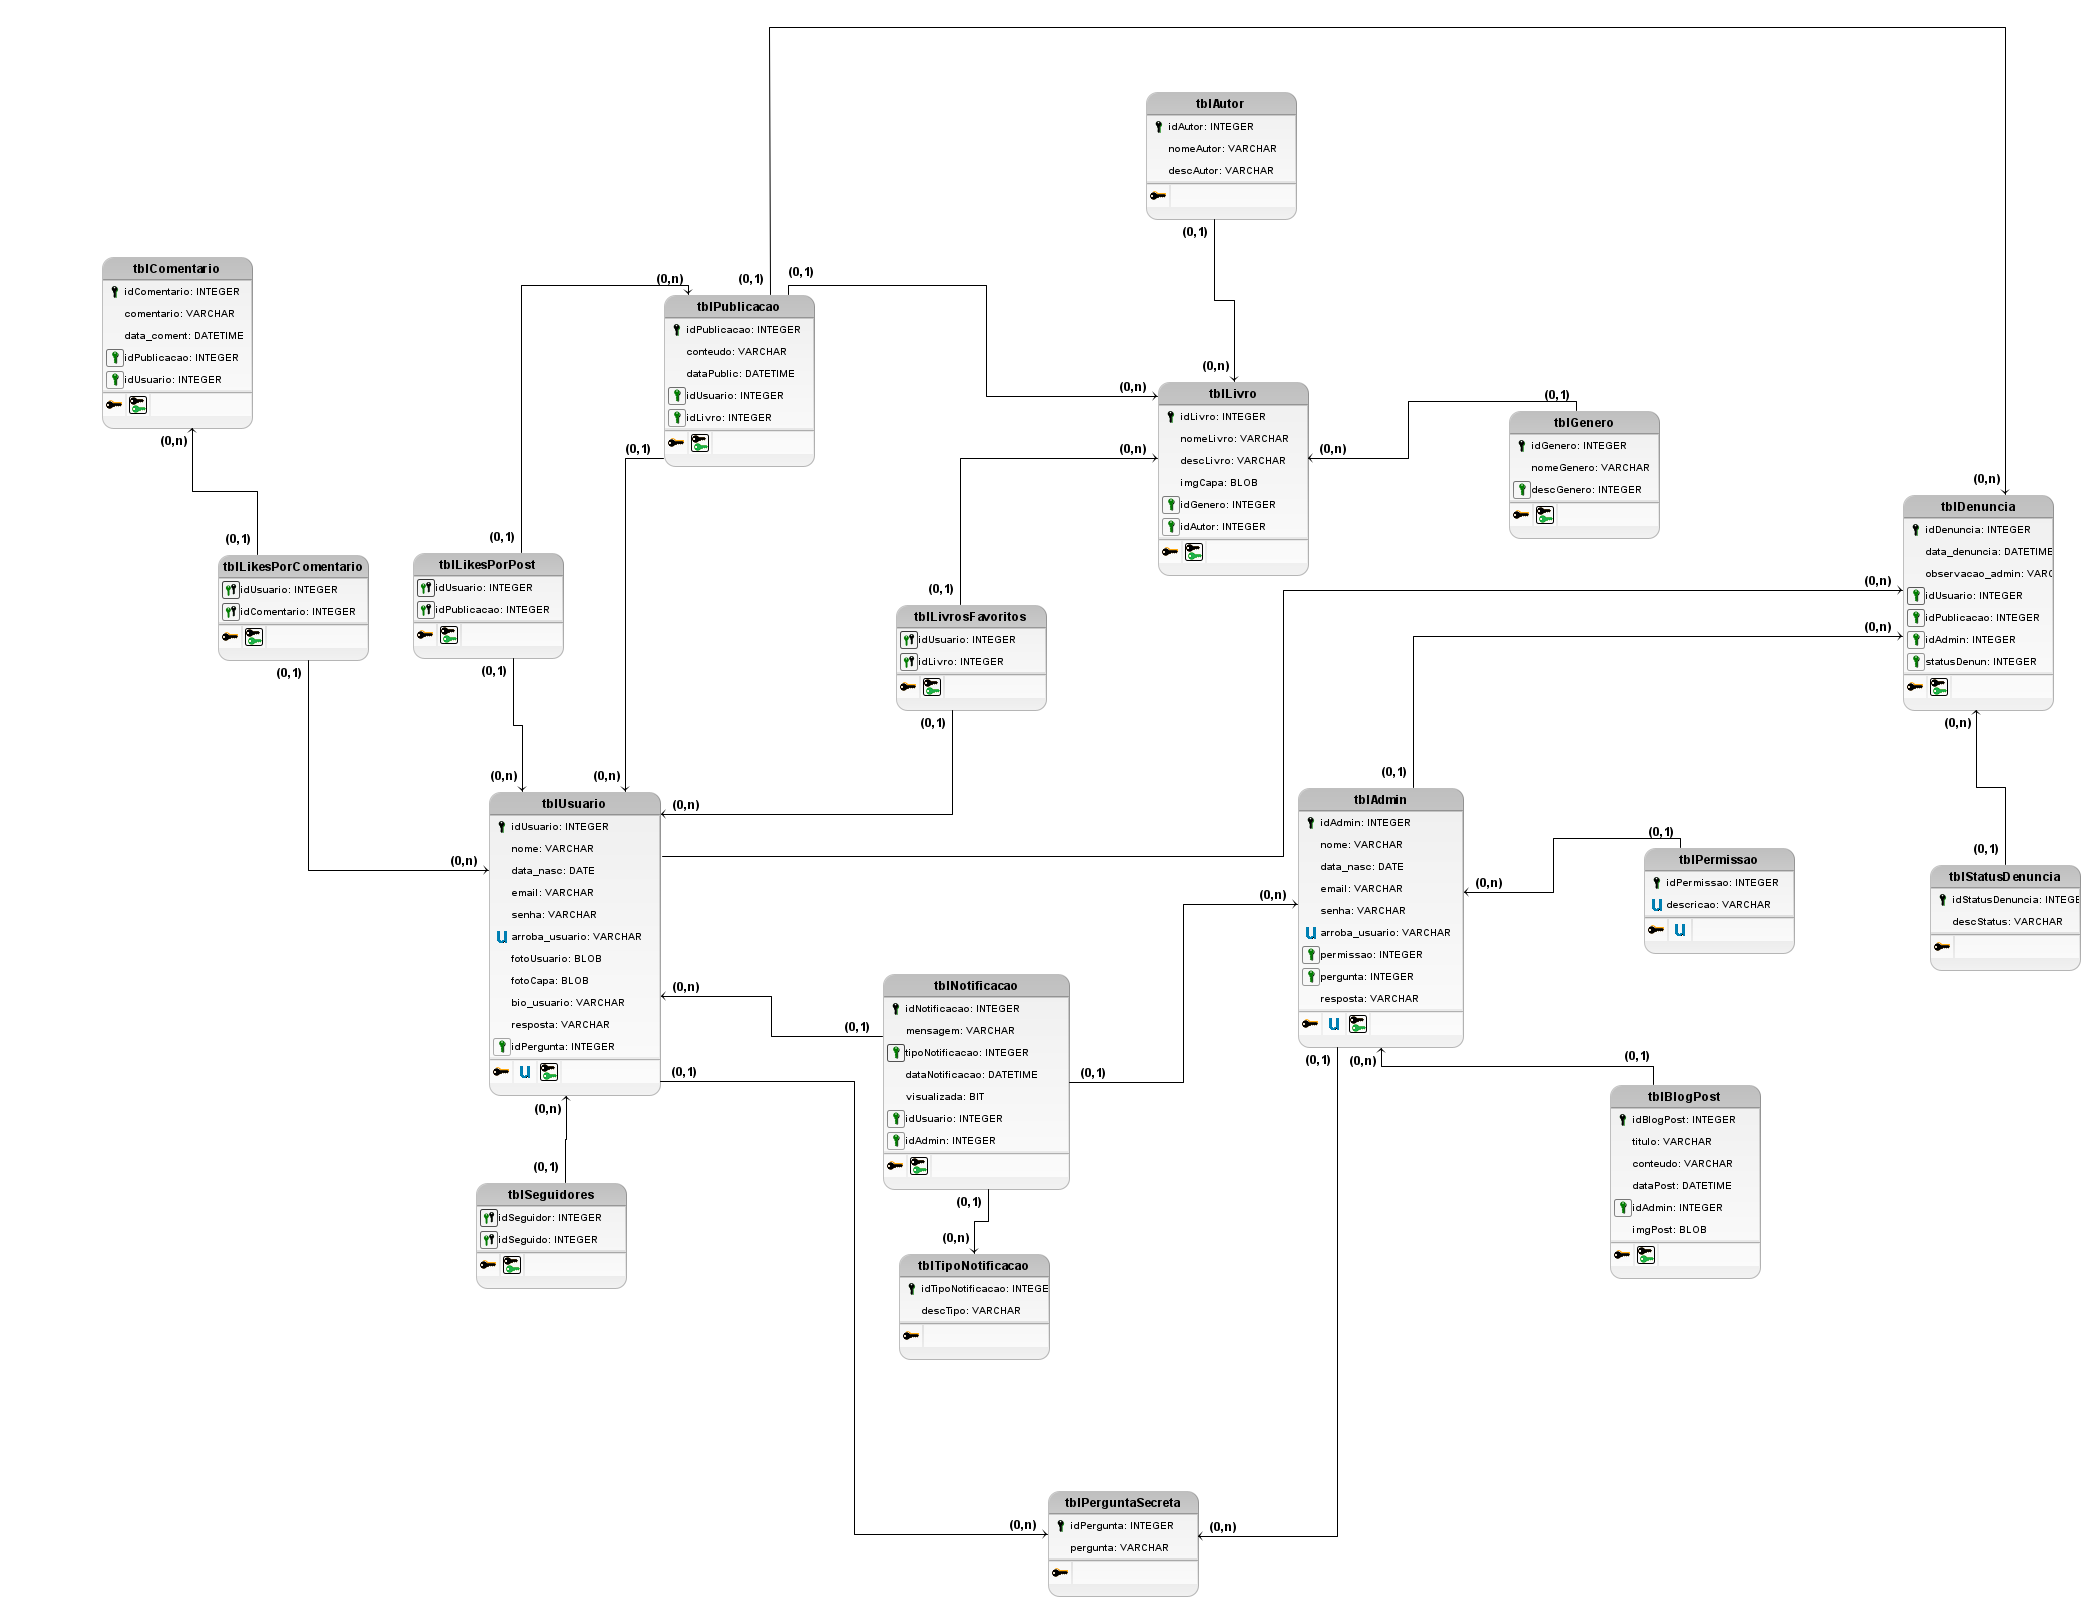 tblAutor
idAutor: INTEGER
nomeAutor: VARCHAR
descAutor: VARCHAR
(0,1)
tblComentario
idComentario: INTEGER
comentario: VARCHAR
data_coment: DATETIME
idPublicacao: INTEGER
idUsuario: INTEGER
(0,n)
(0,n)
(0,1)
(0,1)
tblPublicacao
idPublicacao: INTEGER
conteudo: VARCHAR
dataPublic: DATETIME
idUsuario: INTEGER
idLivro: INTEGER
(0,1)
(0,n)
(0,n)
(0,n)
(0,n)
tblLivro
idLivro: INTEGER
nomeLivro: VARCHAR
descLivro: VARCHAR
imgCapa: BLOB
idGenero: INTEGER
idAutor: INTEGER
(0,1)
tblGenero
idGenero: INTEGER
nomeGenero: VARCHAR
descGenero: INTEGER
(0,n)
tblDenuncia
idDenuncia: INTEGER
data_denuncia: DATETIME
observacao_admin: VARC
idUsuario: INTEGER
idPublicacao: INTEGER
idAdmin: INTEGER
statusDenun: INTEGER
(0,n)
(0,n)
(0,n)
(0,1)
tblLikesPorComentario
idUsuario: INTEGER
idComentario: INTEGER
(0,1)
(0,1)
tblLikesPorPost
idUsuario: INTEGER
idPublicacao: INTEGER
(0,1)
(0,1)
tblLivrosFavoritos
idUsuario: INTEGER
idLivro: INTEGER
(0,1)
(0,n)
(0,n)
(0,n)
(0,n)
tblUsuario
idUsuario: INTEGER
nome: VARCHAR
data_nasc: DATE
email: VARCHAR
senha: VARCHAR
arroba_usuario: VARCHAR
fotoUsuario: BLOB
fotoCapa: BLOB
bio_usuario: VARCHAR
resposta: VARCHAR
idPergunta: INTEGER
(0,n)
(0,1)
(0,n)
(0,1)
tblAdmin
idAdmin: INTEGER
nome: VARCHAR
data_nasc: DATE
email: VARCHAR
senha: VARCHAR
arroba_usuario: VARCHAR
permissao: INTEGER
pergunta: INTEGER
resposta: VARCHAR
(0,n)
(0,n)
(0,1)
(0,n)
(0,1)
tblPermissao
idPermissao: INTEGER
descricao: VARCHAR
(0,1)
tblStatusDenuncia
idStatusDenuncia: INTEGE
descStatus: VARCHAR
(0,1)
tblNotificacao
idNotificacao: INTEGER
mensagem: VARCHAR
tipoNotificacao: INTEGER
dataNotificacao: DATETIME
visualizada: BIT
idUsuario: INTEGER
idAdmin: INTEGER
(0,1)
(0,1)
(0,1)
tblBlogPost
idBlogPost: INTEGER
titulo: VARCHAR
conteudo: VARCHAR
dataPost: DATETIME
idAdmin: INTEGER
imgPost: BLOB
(0,1)
tblSeguidores
idSeguidor: INTEGER
idSeguido: INTEGER
(0,n)
tblTipoNotificacao
idTipoNotificacao: INTEGE
descTipo: VARCHAR
(0,n)
(0,n)
tblPerguntaSecreta
idPergunta: INTEGER
pergunta: VARCHAR